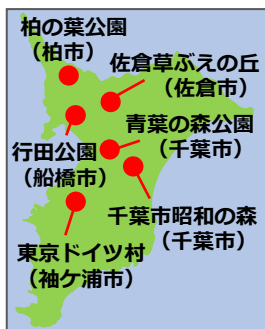 柏の葉公園
（柏市）
佐倉草ぶえの丘
（佐倉市）
青葉の森公園
（千葉市）
行田公園
（船橋市）
千葉市昭和の森
（千葉市）
東京ドイツ村
（袖ケ浦市）